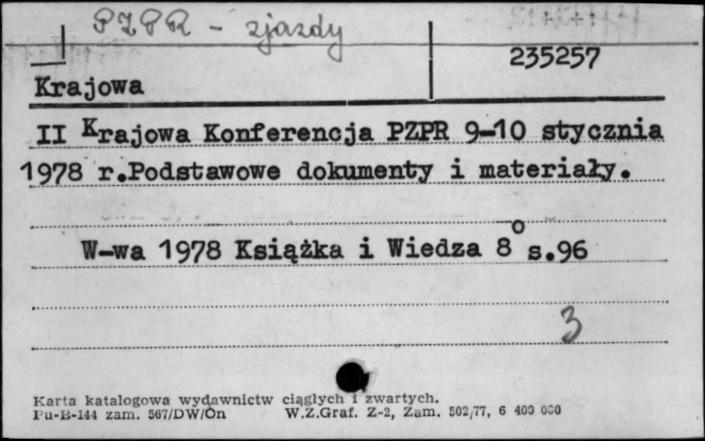 PZPR - zjazdy
235257
Krajowa
II Krajowa Konferencja PZPR 9-10 stycznia
1978 r.Podstawowe dokumenty i materiały.
W-wa 1978 Książka i Wiedza 8° s.96
3
Karta katalogowa wydawnictw ciągłych i zwartych.
Pu-B-144 zam. 567/DW/On W.Z.Graf. Z-2, Zam. 502/77, 6 400 000